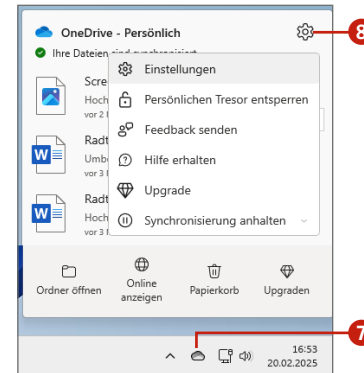 OneDrive - Persönlich
8
Ihre Dateien sind synchronisiert
Einstellungen
Persönlichen Tresor entsperren
Feedback senden
Hilfe erhalten
Upgrade
Synchronisierung anhalten
Scre
Hoch
vor 2
Radt
Umb
vor 3
Radt
Hoch
vor 3
Ordner öffnen
Online
anzeigen
Papierkorb
Upgraden
7
16:53
20.02.2025